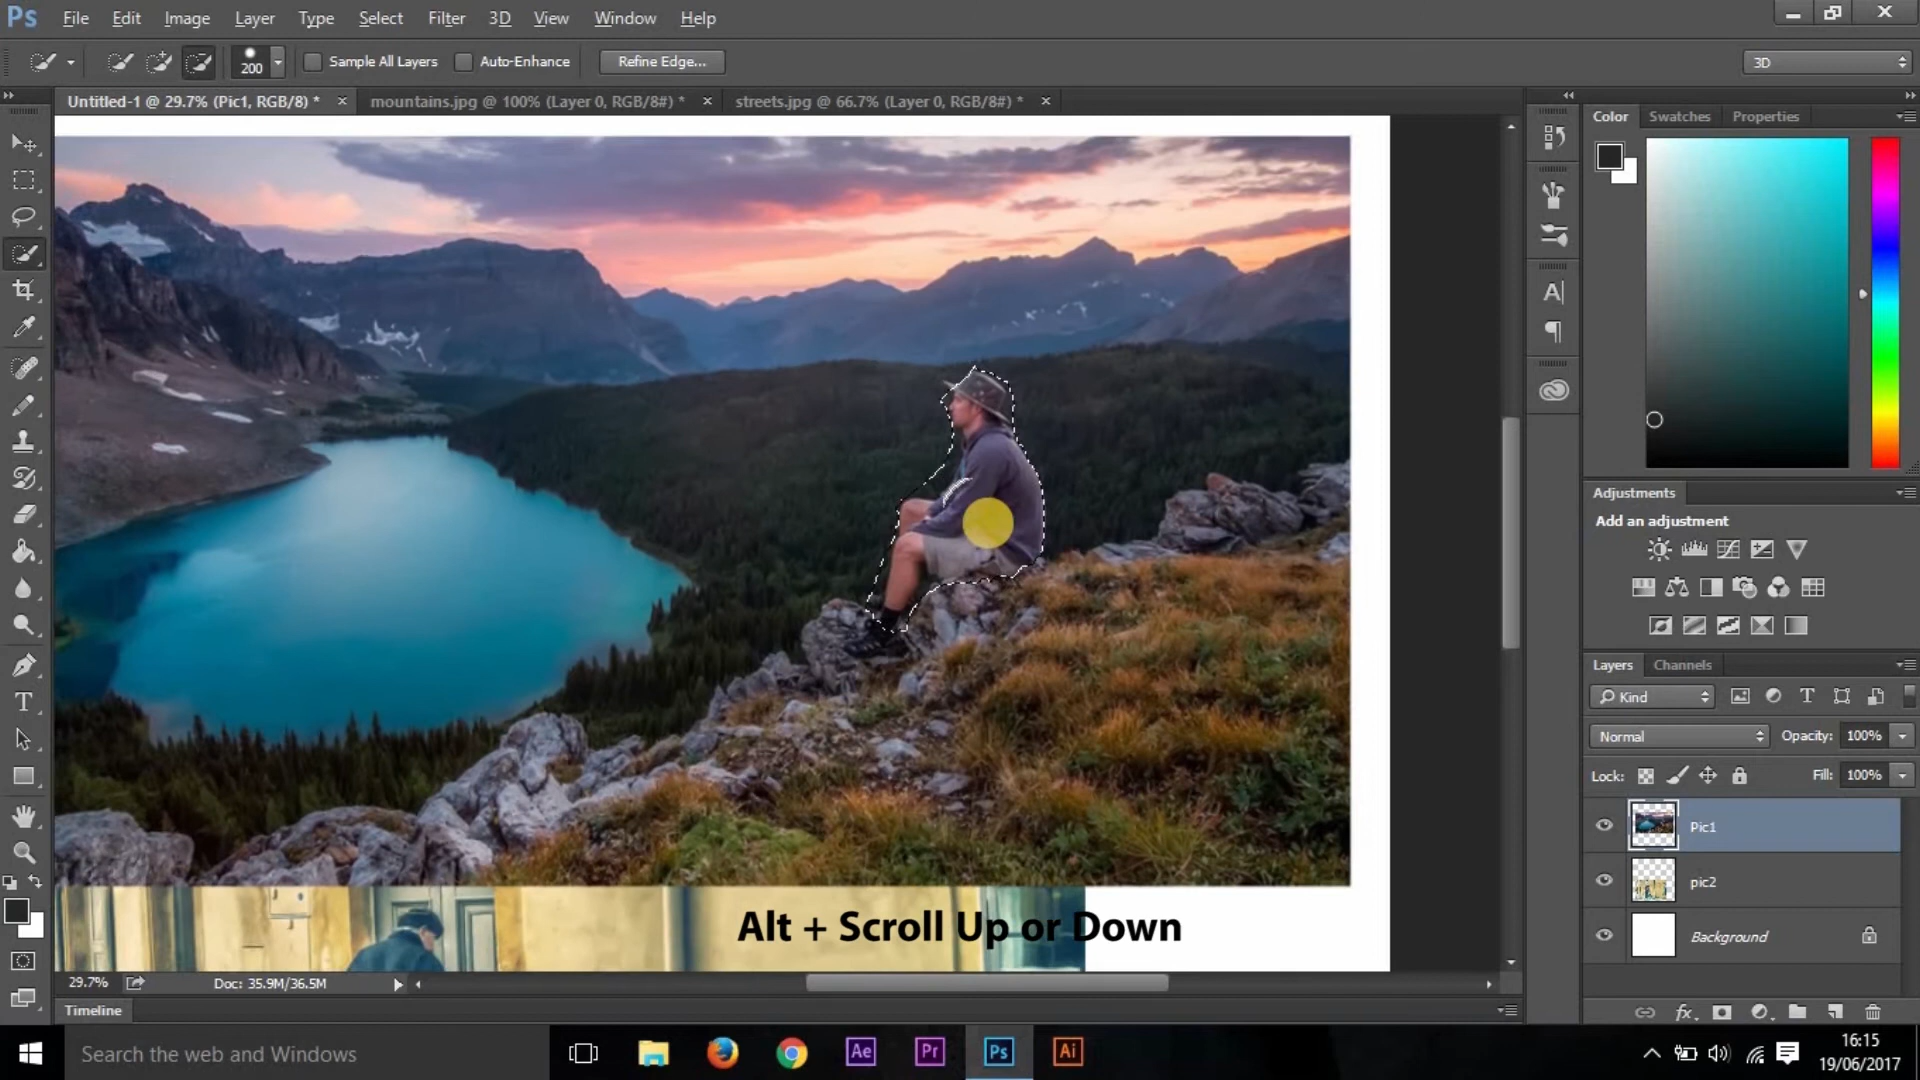 Ps File Edit Image Layer Type Select Filter 3D View Window Help
200 Sample All Layers Auto-Enhance Refine Edge... 3D
Untitled-1 @ 29.7% (Pic1, RGB/8) * × mountains.jpg @ 100% (Layer 0, RGB/8#) * × streets.jpg @ 66.7% (Layer 0, RGB/8#) * ×
Color Swatches Properties
Adjustments
Add an adjustment
Layers Channels
Kind
Normal Opacity: 100%
Lock: Fill: 100%
Pic1
pic2
Background
Alt + Scroll Up or Down
29.7% Doc: 35.9M/36.5M
Timeline
Search the web and Windows Ae Pr Ps Ai
16:15
19/06/2017